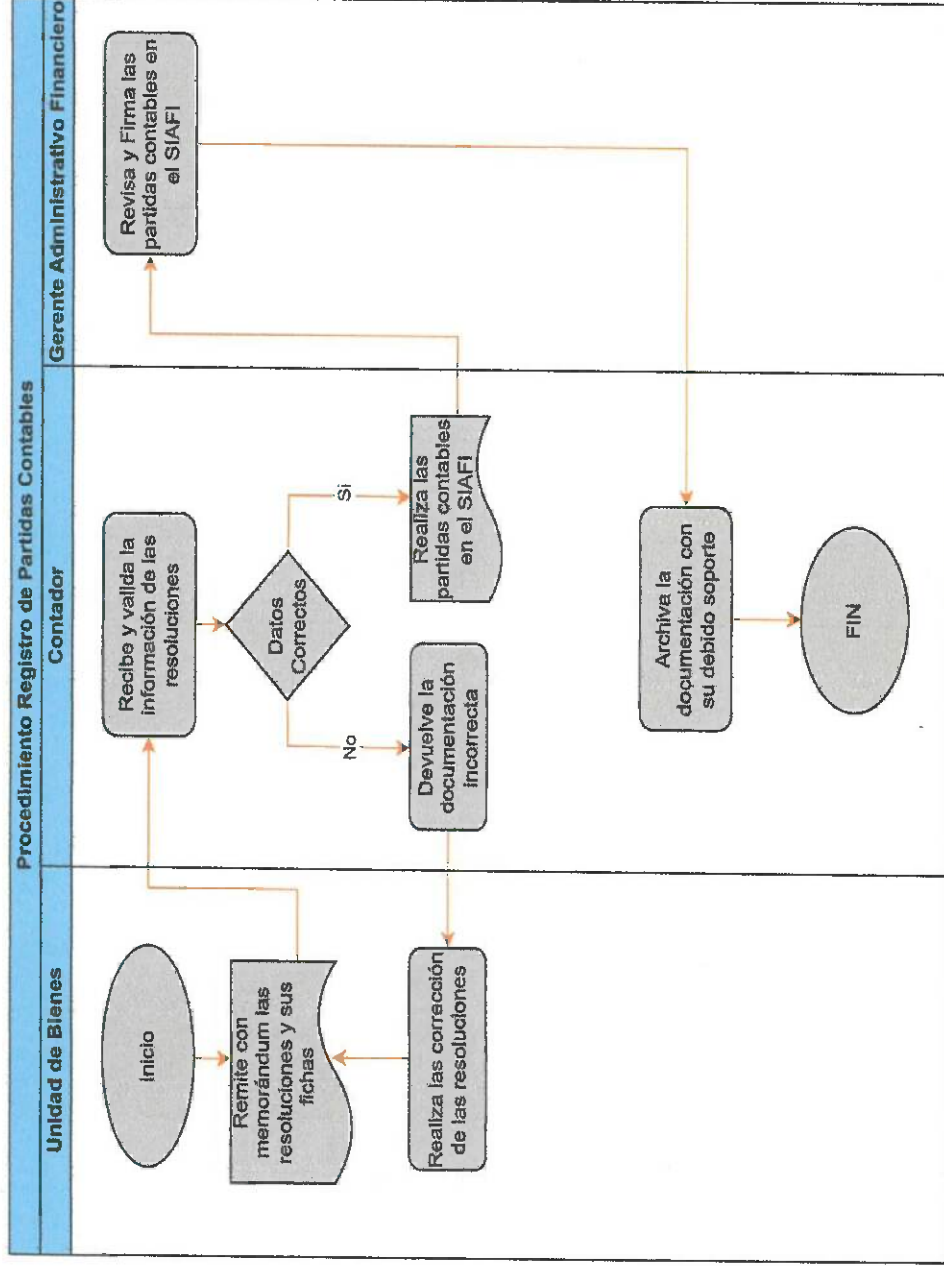 Procedimiento Registro de Partidas Contables
Unidad de Bienes
Contador
Gerente Administrativo Financiero
Inicio
Remite con
memorándum las
resoluciones y sus
fichas
Realiza las corrección
de las resoluciones
Recibe y valida la
información de las
resoluciones
Datos
Correctos
No
Si
Devuelve la
documentación
incorrecta
Realiza las
partidas contables
en el SIAFI
Revisa y Firma las
partidas contables en
el SIAFI
Archiva la
documentación con
su debido soporte
FIN